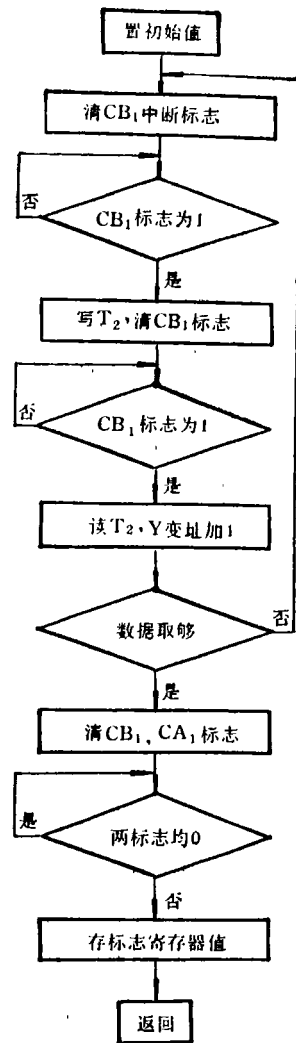 置初始值
清CB₁中断标志
否
CB₁标志为1
是
写T₂,清CB₁标志
否
CB₁标志为1
是
读T₂,Y变址加1
数据取够
否
是
清CB₁、CA₁标志
是
两标志均0
否
存标志寄存器值
返回